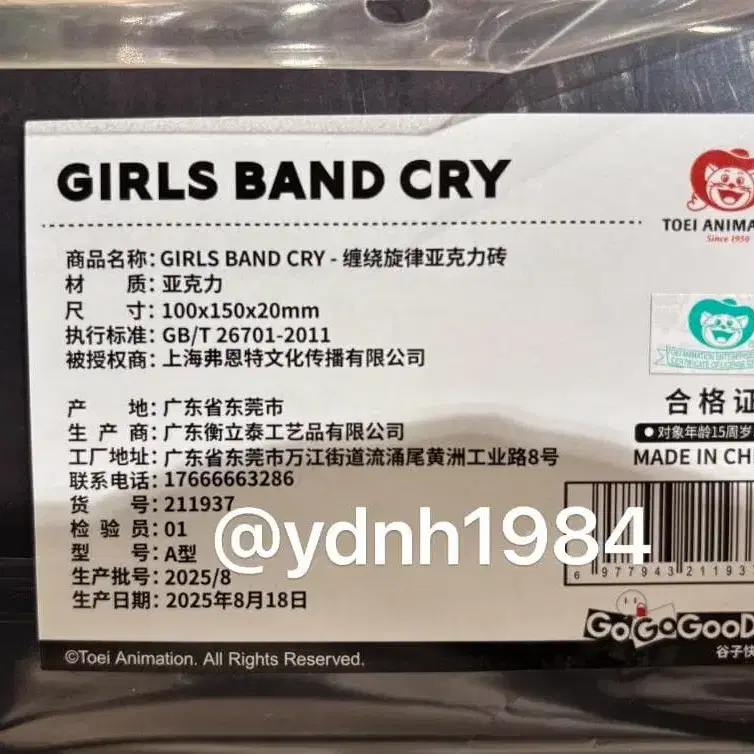 GIRLS BAND CRY
TOEI ANIMA
Since 1956
商品名称: GIRLS BAND CRY - 缠绕旋律亚克力砖
材 质: 亚克力
尺 寸: 100x150x20mm
执行标准: GB/T 26701-2011
被授权商: 上海弗恩特文化传播有限公司
合格证
●对象年龄15周岁
MADE IN CHI
产 地: 广东省东莞市
生 产 商: 广东衡立泰工艺品有限公司
工厂地址: 广东省东莞市万江街道流涌尾黄洲工业路8号
联系电话: 17666663286
货 号: 211937
检 验 员: 01
型 号: A型
生产批号: 2025/8
生产日期: 2025年8月18日
@ydnh1984
6 977943 21193
GoGoGooD
谷子快
©Toei Animation. All Rights Reserved.